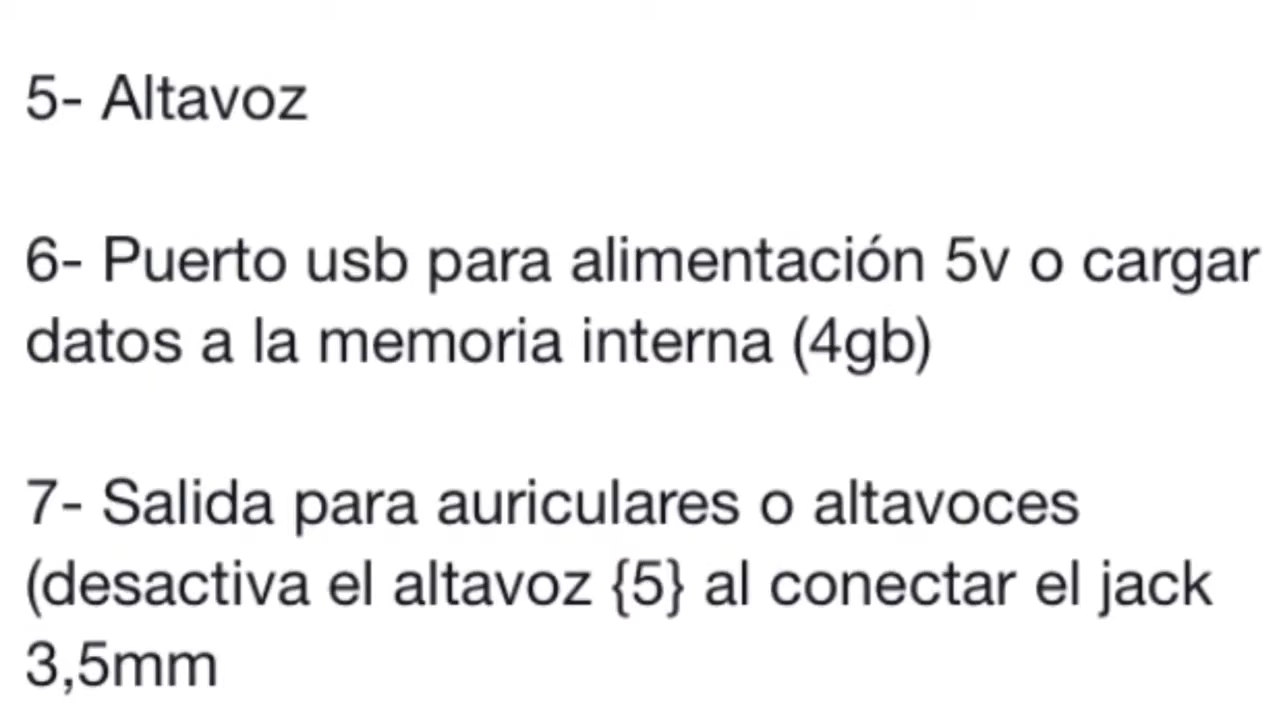 5- Altavoz
6- Puerto usb para alimentación 5v o cargar
datos a la memoria interna (4gb)
7- Salida para auriculares o altavoces
(desactiva el altavoz {5} al conectar el jack
3,5mm